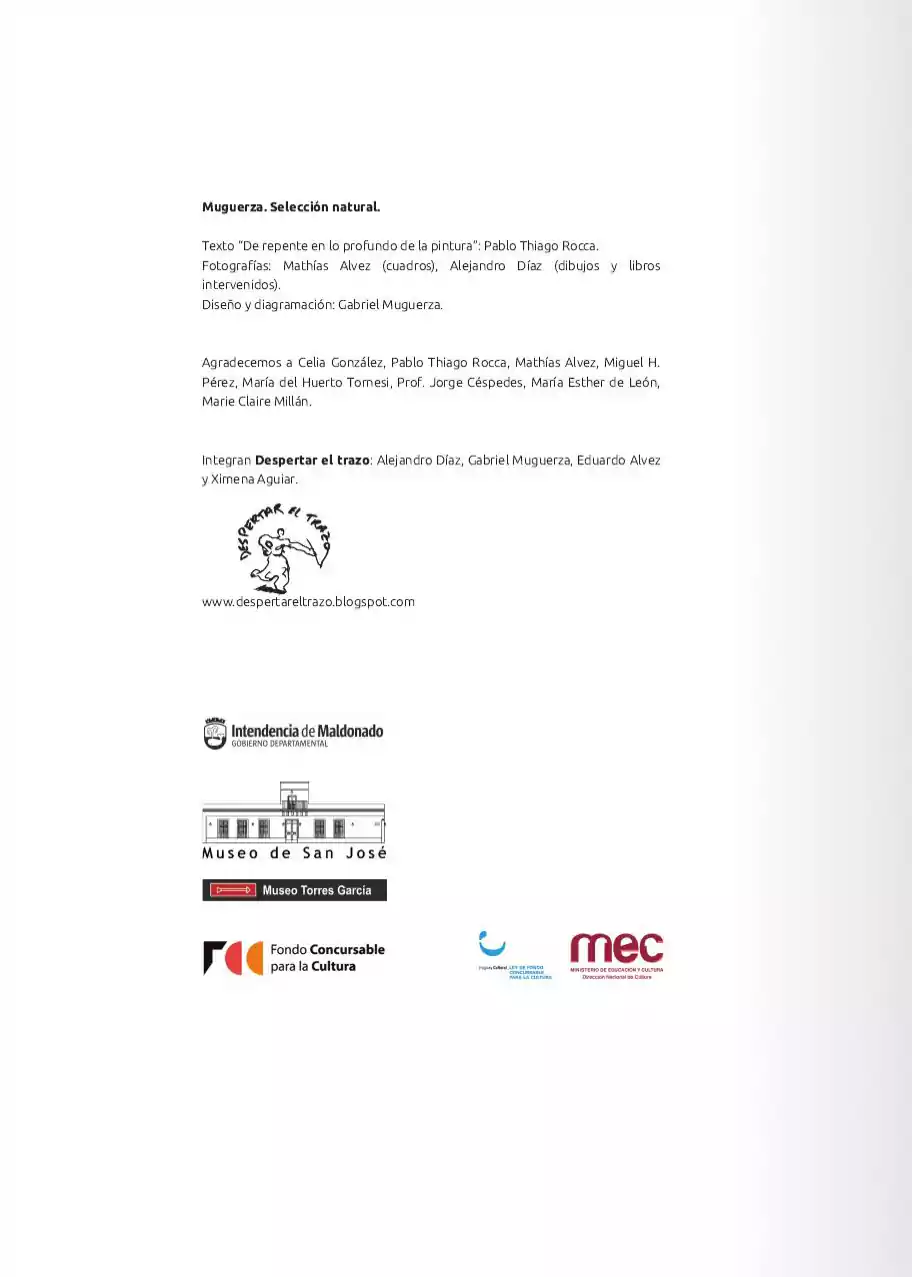 Muguerza. Selección natural.
Texto “De repente en lo profundo de la pintura”: Pablo Thiago Rocca.
Fotografías: Mathías Alvez (cuadros), Alejandro Díaz (dibujos y libros
intervenidos).
Diseño y diagramación: Gabriel Muguerza.
Agradecemos a Celia González, Pablo Thiago Rocca, Mathías Alvez, Miguel H.
Pérez, María del Huerto Tornesi, Prof. Jorge Céspedes, María Esther de León,
Marie Claire Millán.
Integran Despertar el trazo: Alejandro Díaz, Gabriel Muguerza, Eduardo Alvez
y Ximena Aguiar.
DESPERTAR EL TRAZO
www.despertareltrazo.blogspot.com
Intendencia de Maldonado
GOBIERNO DEPARTAMENTAL
Museo de San José
Museo Torres García
Fondo Concursable
para la Cultura
Uruguay Cultural
LEY DE FONDO
CONCURSABLE
PARA LA CULTURA
mec
MINISTERIO DE EDUCACIÓN Y CULTURA
Dirección Nacional de Cultura